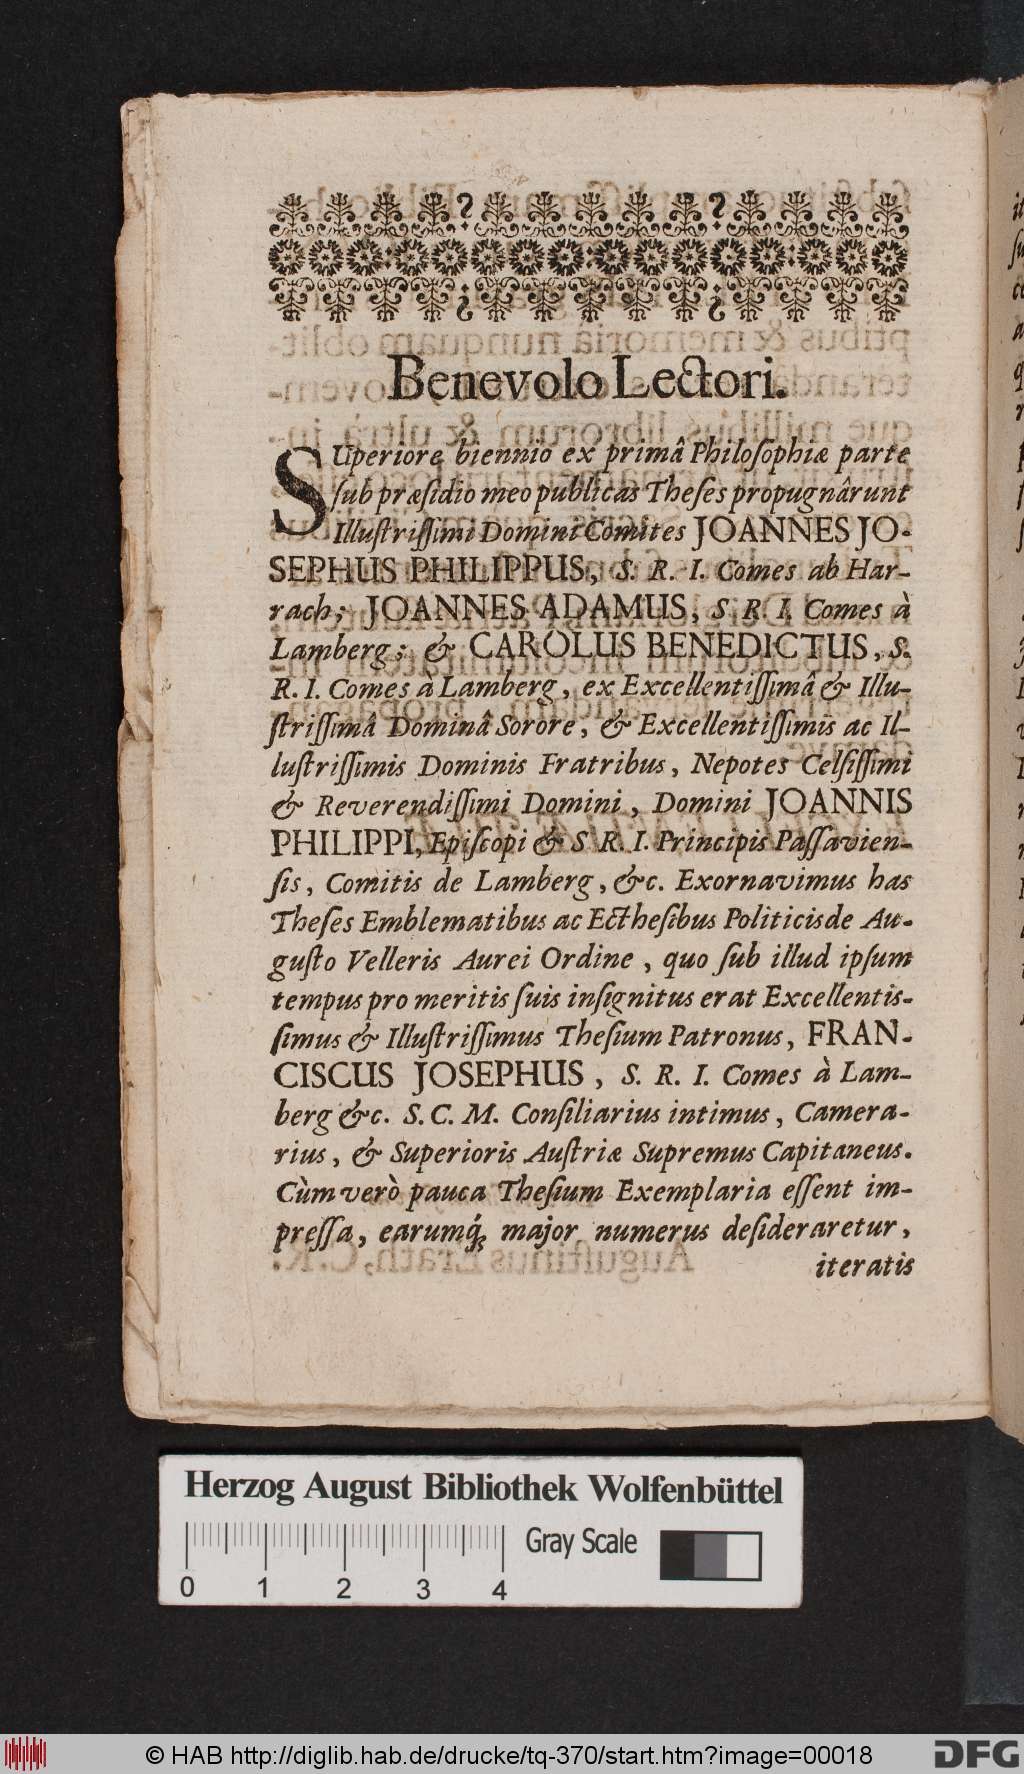 Benevolo Lectori.
SUperiore biennio ex primâ Philoſophiæ parte
ſub præſidio meo publicas Theſes propugnârunt
Illuſtriſſimi Domini Comites JOANNES JO-
SEPHUS PHILIPPUS, S. R. I. Comes ab Har-
rach; JOANNES ADAMUS, S R I. Comes à
Lamberg; & CAROLUS BENEDICTUS, S.
R. I. Comes à Lamberg, ex Excellentiſſimâ & Illu-
ſtriſſimâ Dominâ Sorore, & Excellentiſſimis ac Il-
luſtriſſimis Dominis Fratribus, Nepotes Celſiſſimi
& Reverendiſſimi Domini, Domini JOANNIS
PHILIPPI, Epiſcopi & S R. I. Principis Paſſavien-
ſis, Comitis de Lamberg, &c. Exornavimus has
Theſes Emblematibus ac Ectheſibus Politicis de Au-
guſto Velleris Aurei Ordine, quo ſub illud ipſum
tempus pro meritis ſuis inſignitus erat Excellentiſ-
ſimus & Illuſtriſſimus Theſium Patronus, FRAN-
CISCUS JOSEPHUS, S. R. I. Comes à Lam-
berg &c. S. C. M. Conſiliarius intimus, Camera-
rius, & Superioris Auſtriæ Supremus Capitaneus.
Cùm verò pauca Theſium Exemplaria eſſent im-
preſſa, earumq́; major numerus deſideraretur,
iteratis
Herzog August Bibliothek Wolfenbüttel
Gray Scale
0 1 2 3 4
© HAB http://diglib.hab.de/drucke/tq-370/start.htm?image=00018
DFG